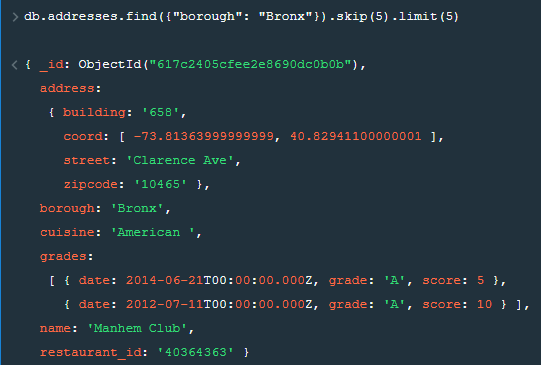 > db.addresses.find({"borough": "Bronx"}).skip(5).limit(5)
< { _id: ObjectId("617c2405cfee2e8690dc0b0b"),
address:
{ building: '658',
coord: [ -73.81363999999999, 40.82941100000001 ],
street: 'Clarence Ave',
zipcode: '10465' },
borough: 'Bronx',
cuisine: 'American ',
grades:
[ { date: 2014-06-21T00:00:00.000Z, grade: 'A', score: 5 },
{ date: 2012-07-11T00:00:00.000Z, grade: 'A', score: 10 } ],
name: 'Manhem Club',
restaurant_id: '40364363' }